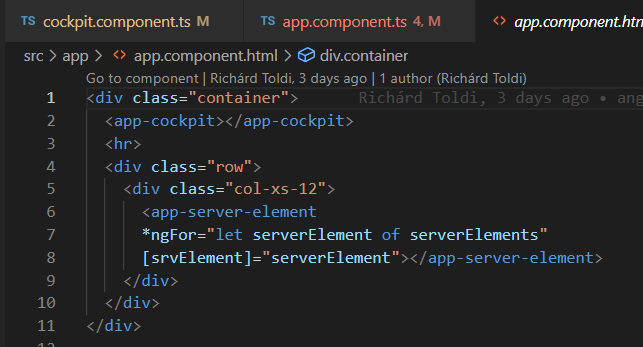 TS cockpit.component.ts M TS app.component.ts 4, M <> app.component.htm
src > app > <> app.component.html > div.container
Go to component | Richárd Toldi, 3 days ago | 1 author (Richárd Toldi)
1 <div class="container"> Richárd Toldi, 3 days ago • ang
2 <app-cockpit></app-cockpit>
3 <hr>
4 <div class="row">
5 <div class="col-xs-12">
6 <app-server-element
7 *ngFor="let serverElement of serverElements"
8 [srvElement]="serverElement"></app-server-element>
9 </div>
10 </div>
11 </div>